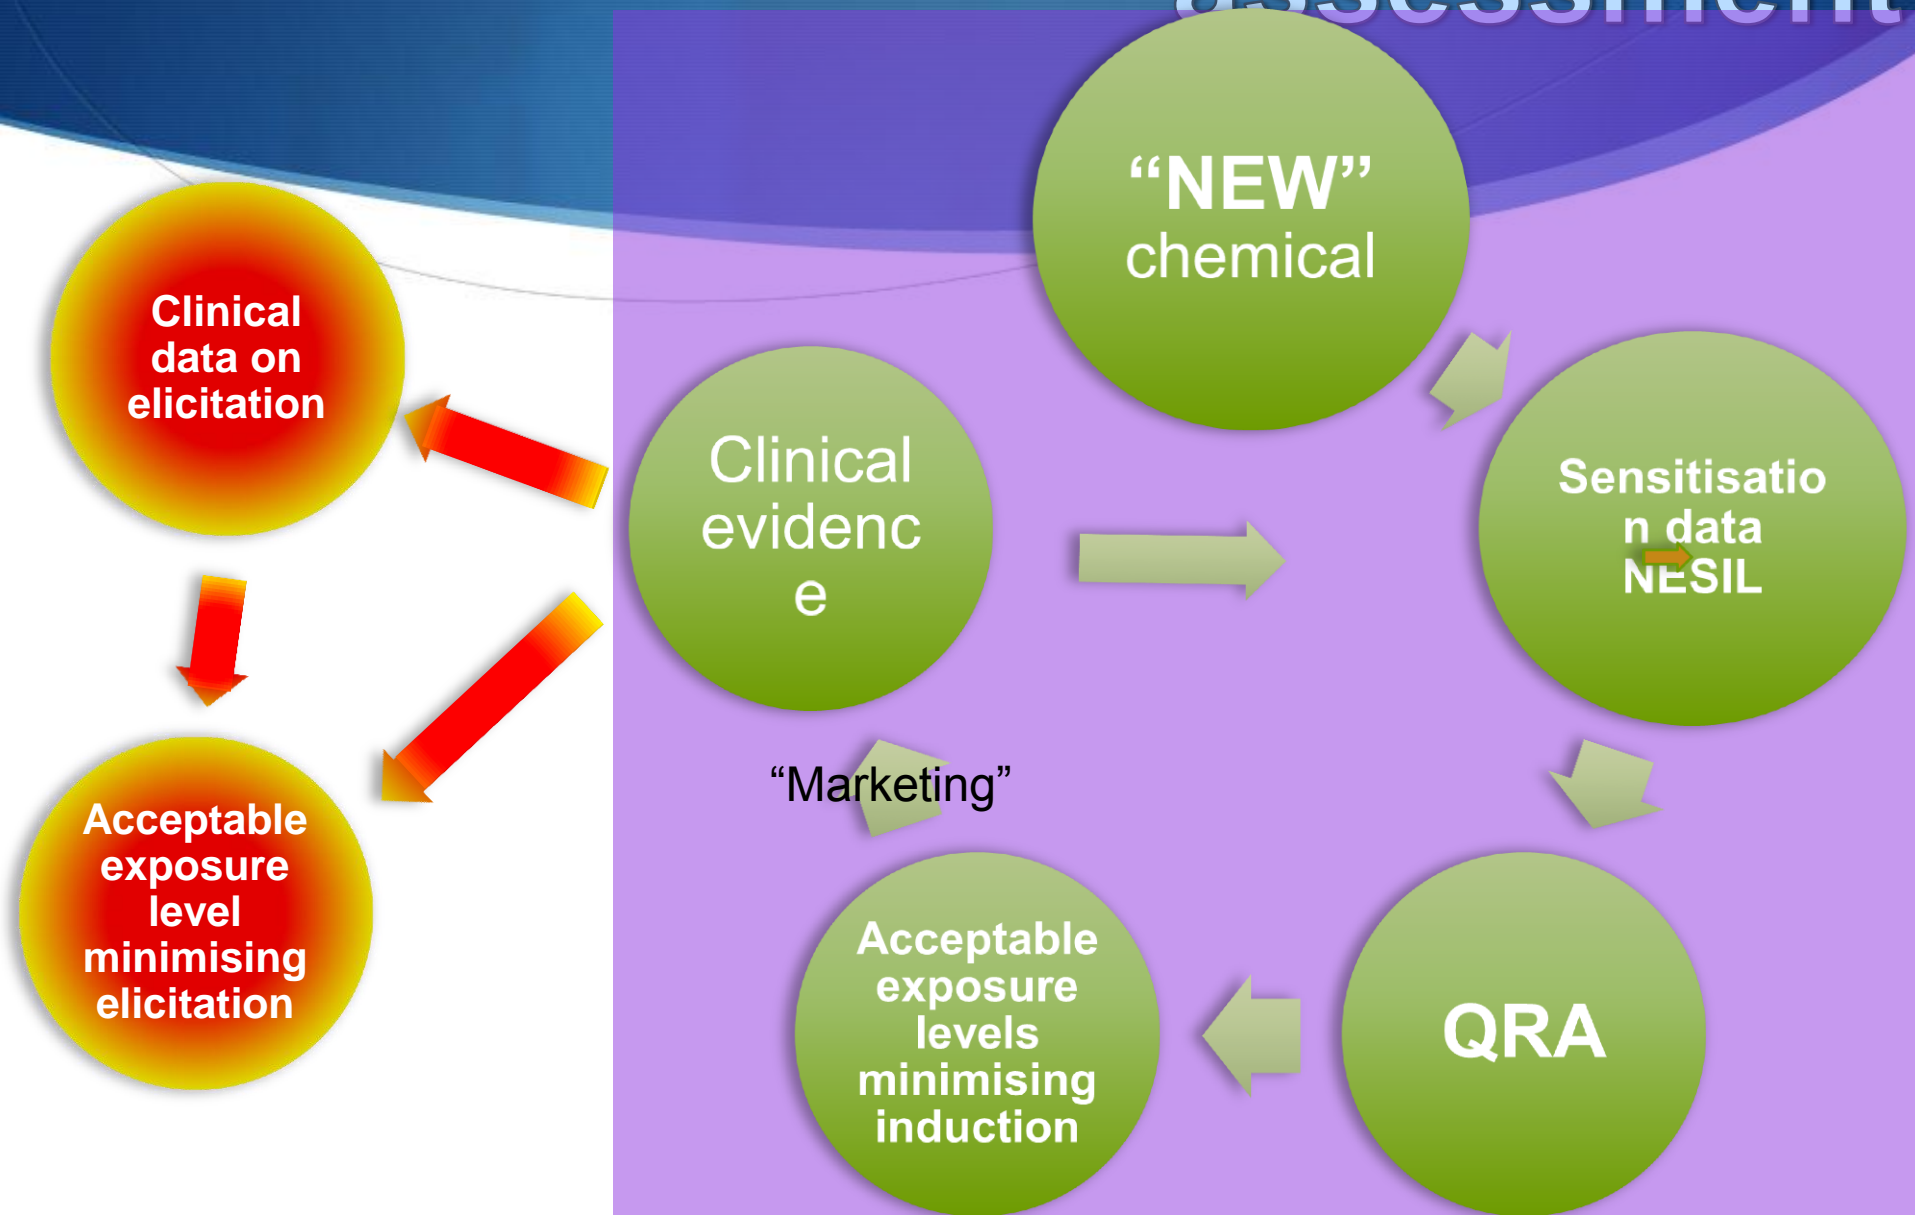 assessment
“NEW”
chemical
Clinical
data on
elicitation
Clinical
evidenc
e
Sensitisatio
n data
NESIL
“Marketing”
Acceptable
exposure
level
minimising
elicitation
Acceptable
exposure
levels
minimising
induction
QRA